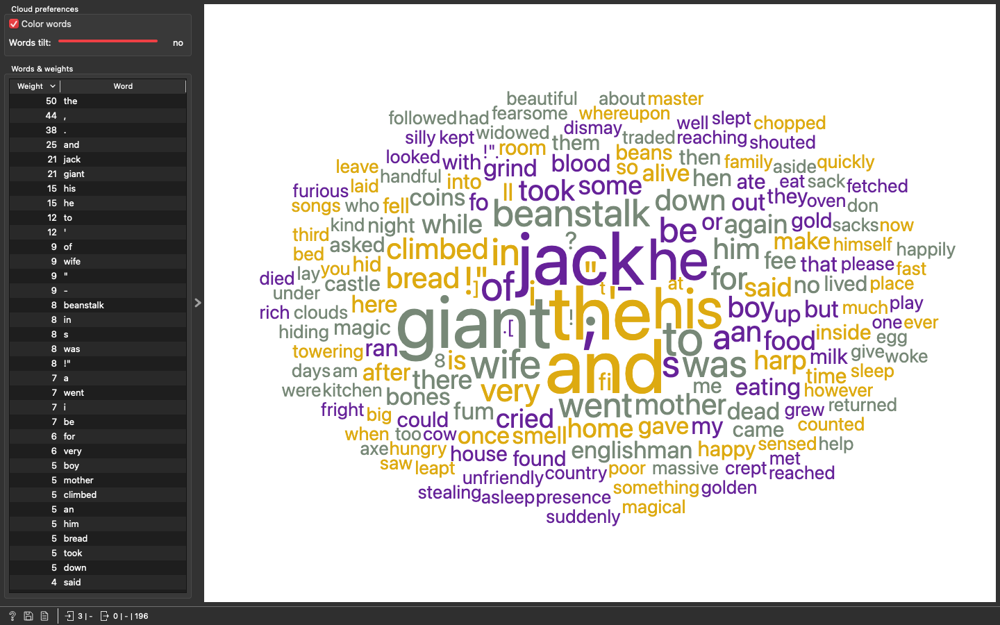 Cloud preferences
Color words
Words tilt: no
Words & weights
Weight Word
50 the
44 ,
38 .
25 and
21 jack
21 giant
15 his
15 he
12 to
12 '
9 of
9 wife
9 "
9 -
8 beanstalk
8 in
8 s
8 was
8 !"
7 a
7 went
7 i
7 be
6 for
6 very
5 boy
5 mother
5 climbed
5 an
5 him
5 bread
5 took
5 down
4 said
beautiful about master
followed had fearsome whereupon
silly kept widowed dismay well slept chopped
looked with !". room them traded reaching shouted
leave handful grind blood beans so then family aside quickly
furious laid into ll took some alive hen ate eat sack fetched
songs who fell coins fo beanstalk down out they oven don
third kind night while ? be or again gold sacks now
bed asked climbed in jack he him make himself happily
died lay you hid bread !" " fee that please fast
under castle .] of i t ' - at for said no lived place
rich clouds here giant the his boy up but much play
hiding magic .[ ! , ; to a an food inside one ever
towering ran 8 is wife and s was harp milk egg give woke
days am after there very fi me eating time sleep
were kitchen bones fum went mother dead grew however returned
fright big could cried home gave my came counted
when too cow once smell englishman happy sensed help
axe hungry house found poor massive crept met
saw leapt unfriendly country something golden reached
stealing asleep presence magical
suddenly
? 3 | - 0 | - | 196